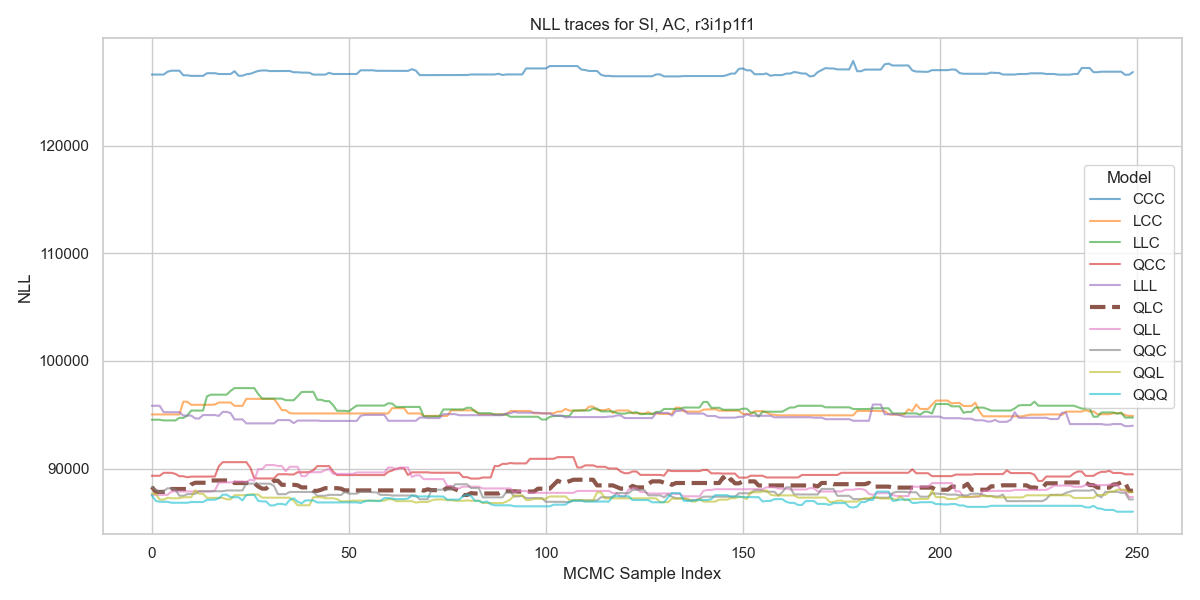 NLL traces for SI, AC, r3i1p1f1
120000
110000
100000
90000
NLL
0
50
100
150
200
250
MCMC Sample Index
Model
CCC
LCC
LLC
QCC
LLL
QLC
QLL
QQC
QQL
QQQ